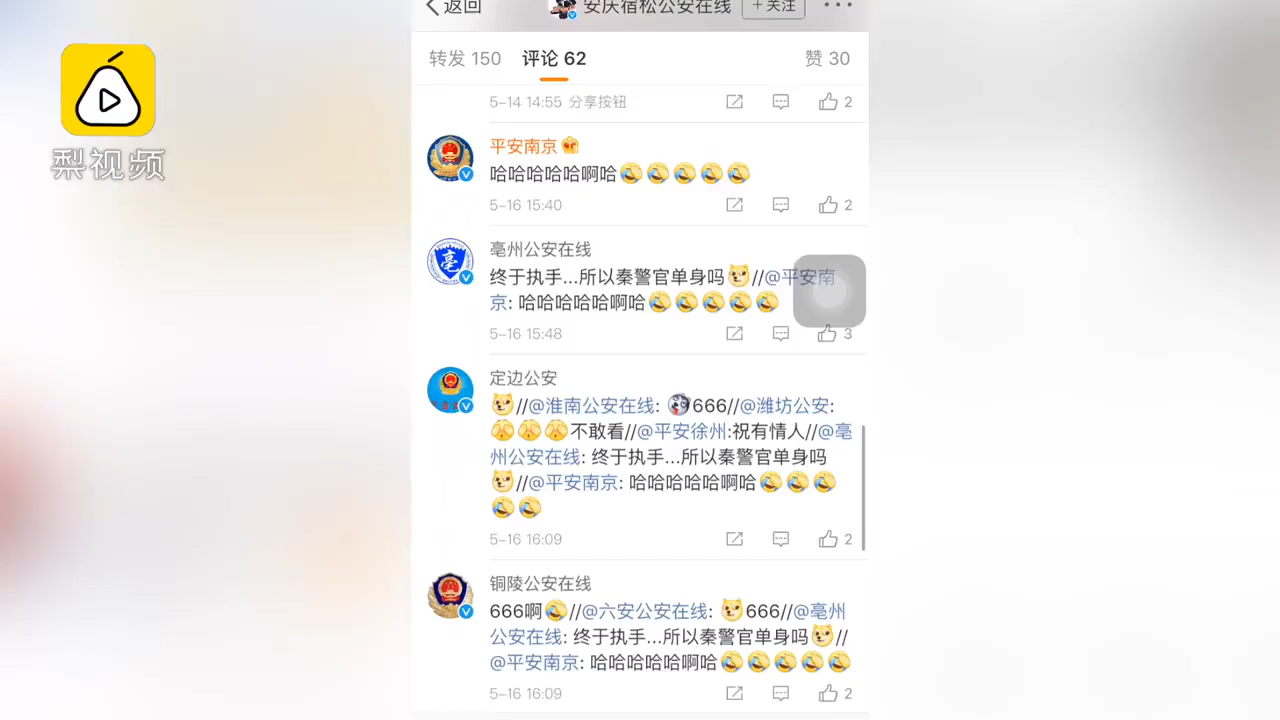 返回
安庆宿松公安在线
+关注
转发 150
评论 62
赞 30
5-14 14:55 分享按钮
2
梨视频
平安南京
哈哈哈哈哈啊哈
5-16 15:40
2
亳州公安在线
终于执手...所以秦警官单身吗//@平安南
京: 哈哈哈哈哈啊哈
5-16 15:48
3
定边公安
//@淮南公安在线: 666//@潍坊公安:
不敢看//@平安徐州:祝有情人//@亳
州公安在线: 终于执手...所以秦警官单身吗
//@平安南京: 哈哈哈哈哈啊哈
5-16 16:09
2
铜陵公安在线
666啊//@六安公安在线: 666//@亳州
公安在线: 终于执手...所以秦警官单身吗//
@平安南京: 哈哈哈哈哈啊哈
5-16 16:09
2